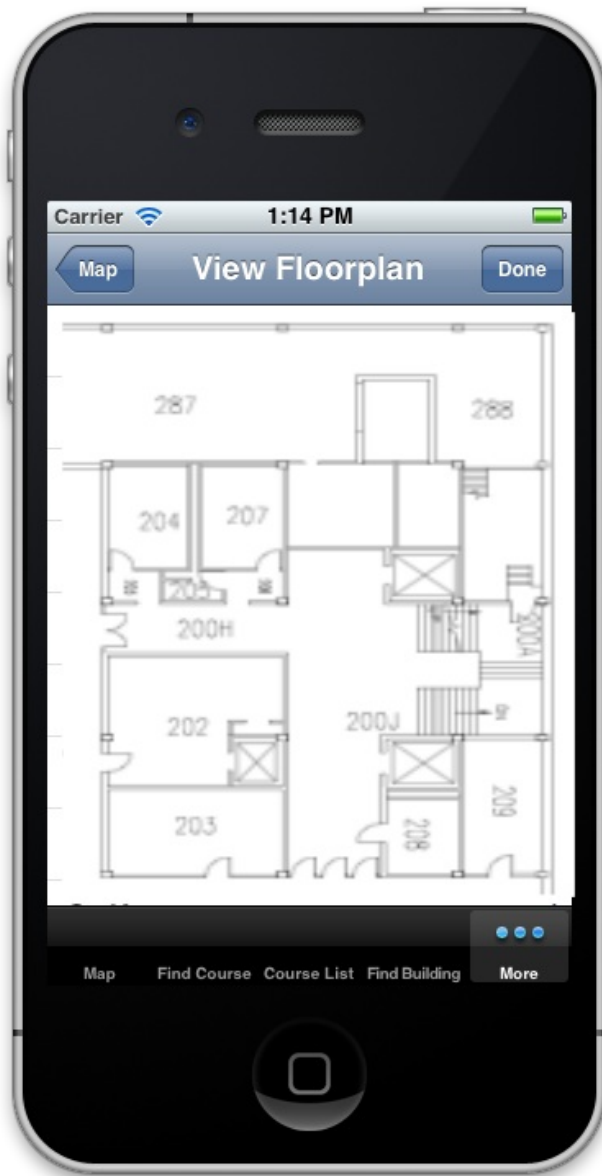 Carrier 1:14 PM
Map View Floorplan Done
287
288
204
207
205
200H
200A
202
200J
203
208
209
Map Find Course Course List Find Building More